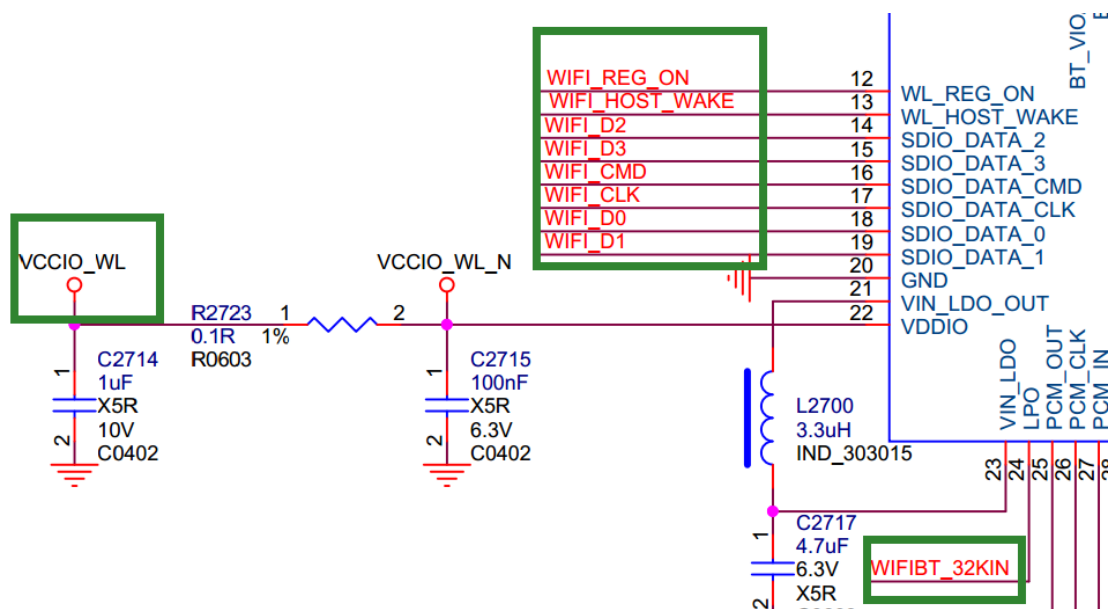 WIFI_REG_ON
WIFI_HOST_WAKE
WIFI_D2
WIFI_D3
WIFI_CMD
WIFI_CLK
WIFI_D0
WIFI_D1
12
13
14
15
16
17
18
19
20
21
22
WL_REG_ON
WL_HOST_WAKE
SDIO_DATA_2
SDIO_DATA_3
SDIO_DATA_CMD
SDIO_DATA_CLK
SDIO_DATA_0
SDIO_DATA_1
GND
VIN_LDO_OUT
VDDIO
BT_VIO
VCCIO_WL
VCCIO_WL_N
R2723 1 2
0.1R 1%
R0603
1
2
C2714
1uF
X5R
10V
C0402
1
2
C2715
100nF
X5R
6.3V
C0402
L2700
3.3uH
IND_303015
VIN_LDO
LPO
PCM_OUT
PCM_CLK
PCM_IN
23
24
25
26
27
28
1
2
C2717
4.7uF
6.3V
X5R
WIFIBT_32KIN